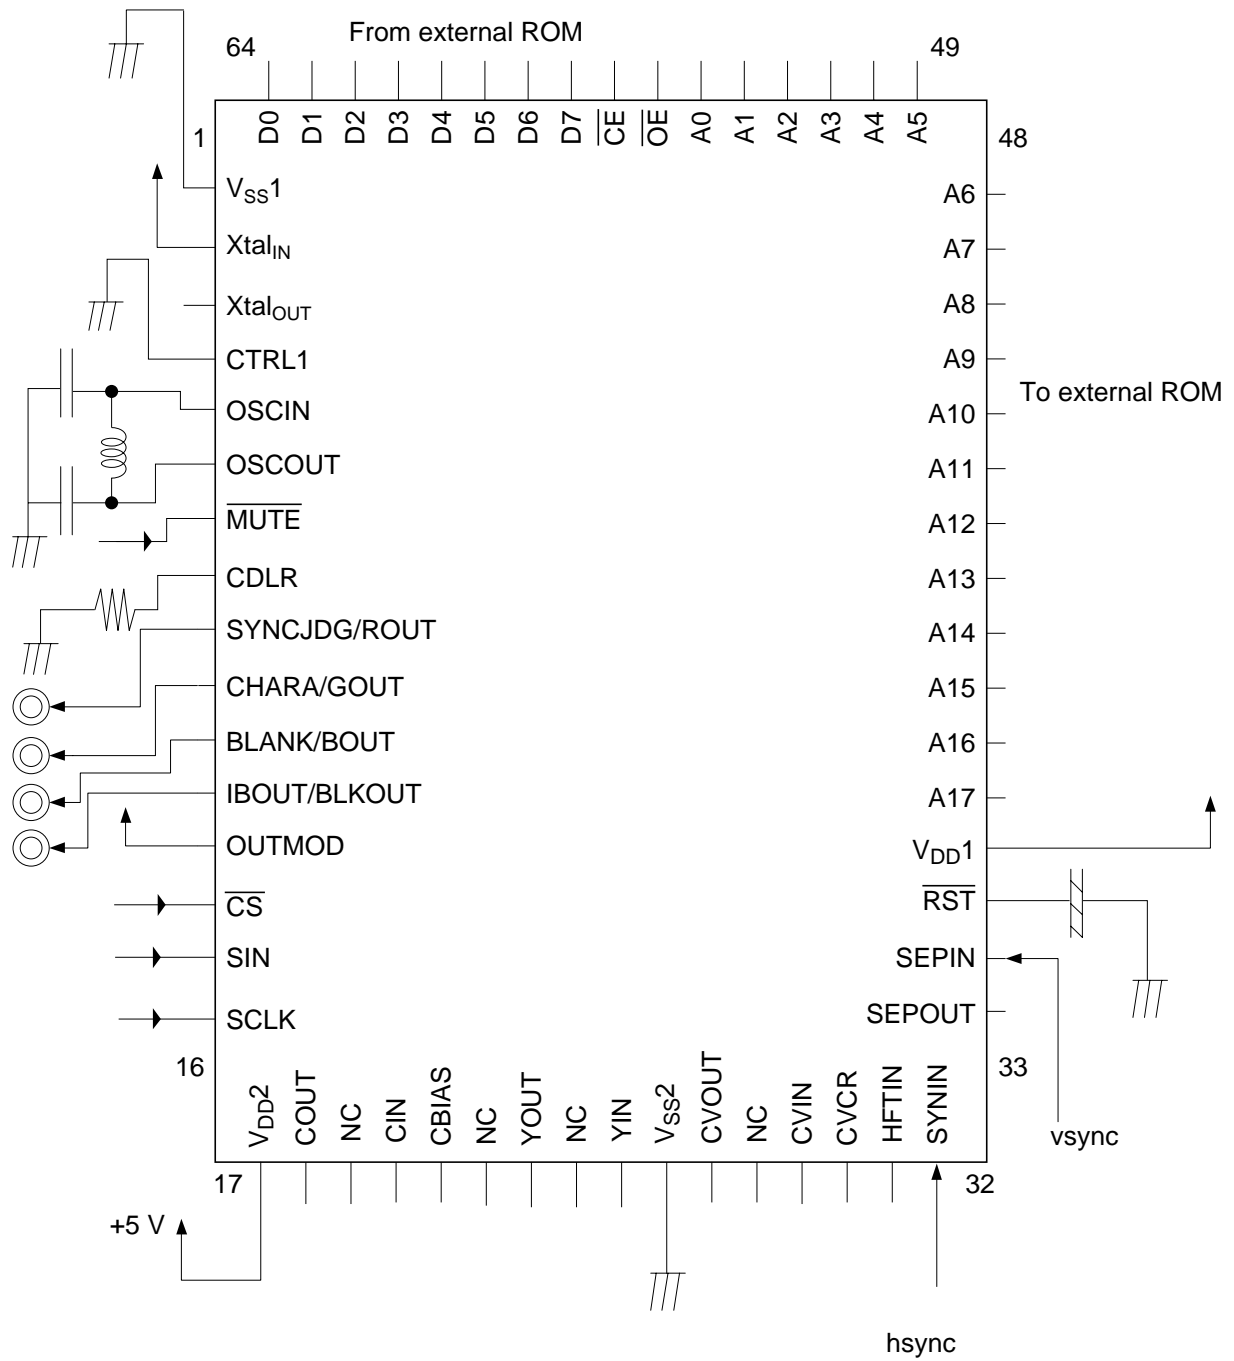 From external ROM
64
49
D0
D1
D2
D3
D4
D5
D6
D7
CE
OE
A0
A1
A2
A3
A4
A5
1
48
VSS1
XtalIN
XtalOUT
CTRL1
OSCIN
OSCOUT
MUTE
CDLR
SYNCJDG/ROUT
CHARA/GOUT
BLANK/BOUT
IBOUT/BLKOUT
OUTMOD
CS
SIN
SCLK
A6
A7
A8
A9
To external ROM
A10
A11
A12
A13
A14
A15
A16
A17
VDD1
RST
SEPIN
SEPOUT
16
33
VDD2
COUT
NC
CIN
CBIAS
NC
YOUT
NC
YIN
VSS2
CVOUT
NC
CVIN
CVCR
HFTIN
SYNIN
vsync
17
32
+5 V
hsync